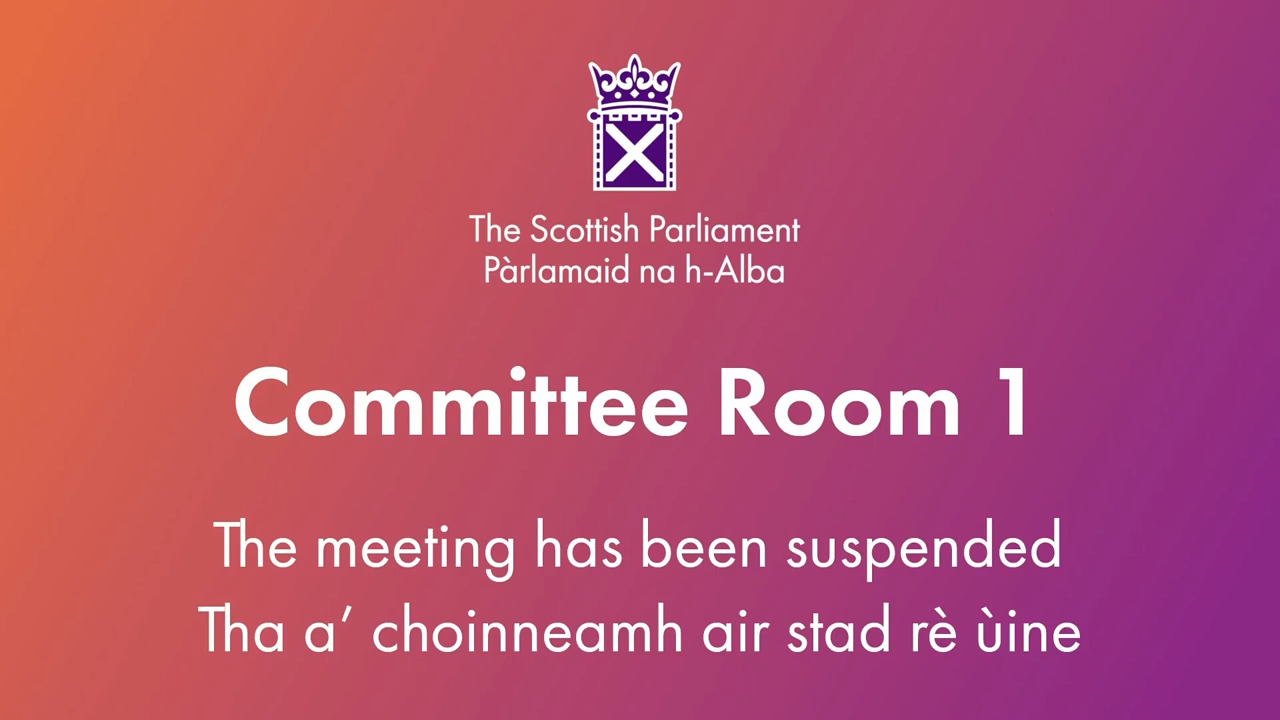 The Scottish Parliament
Pàrlamaid na h-Alba
Committee Room 1
The meeting has been suspended
Tha a’ choinneamh air stad rè ùine